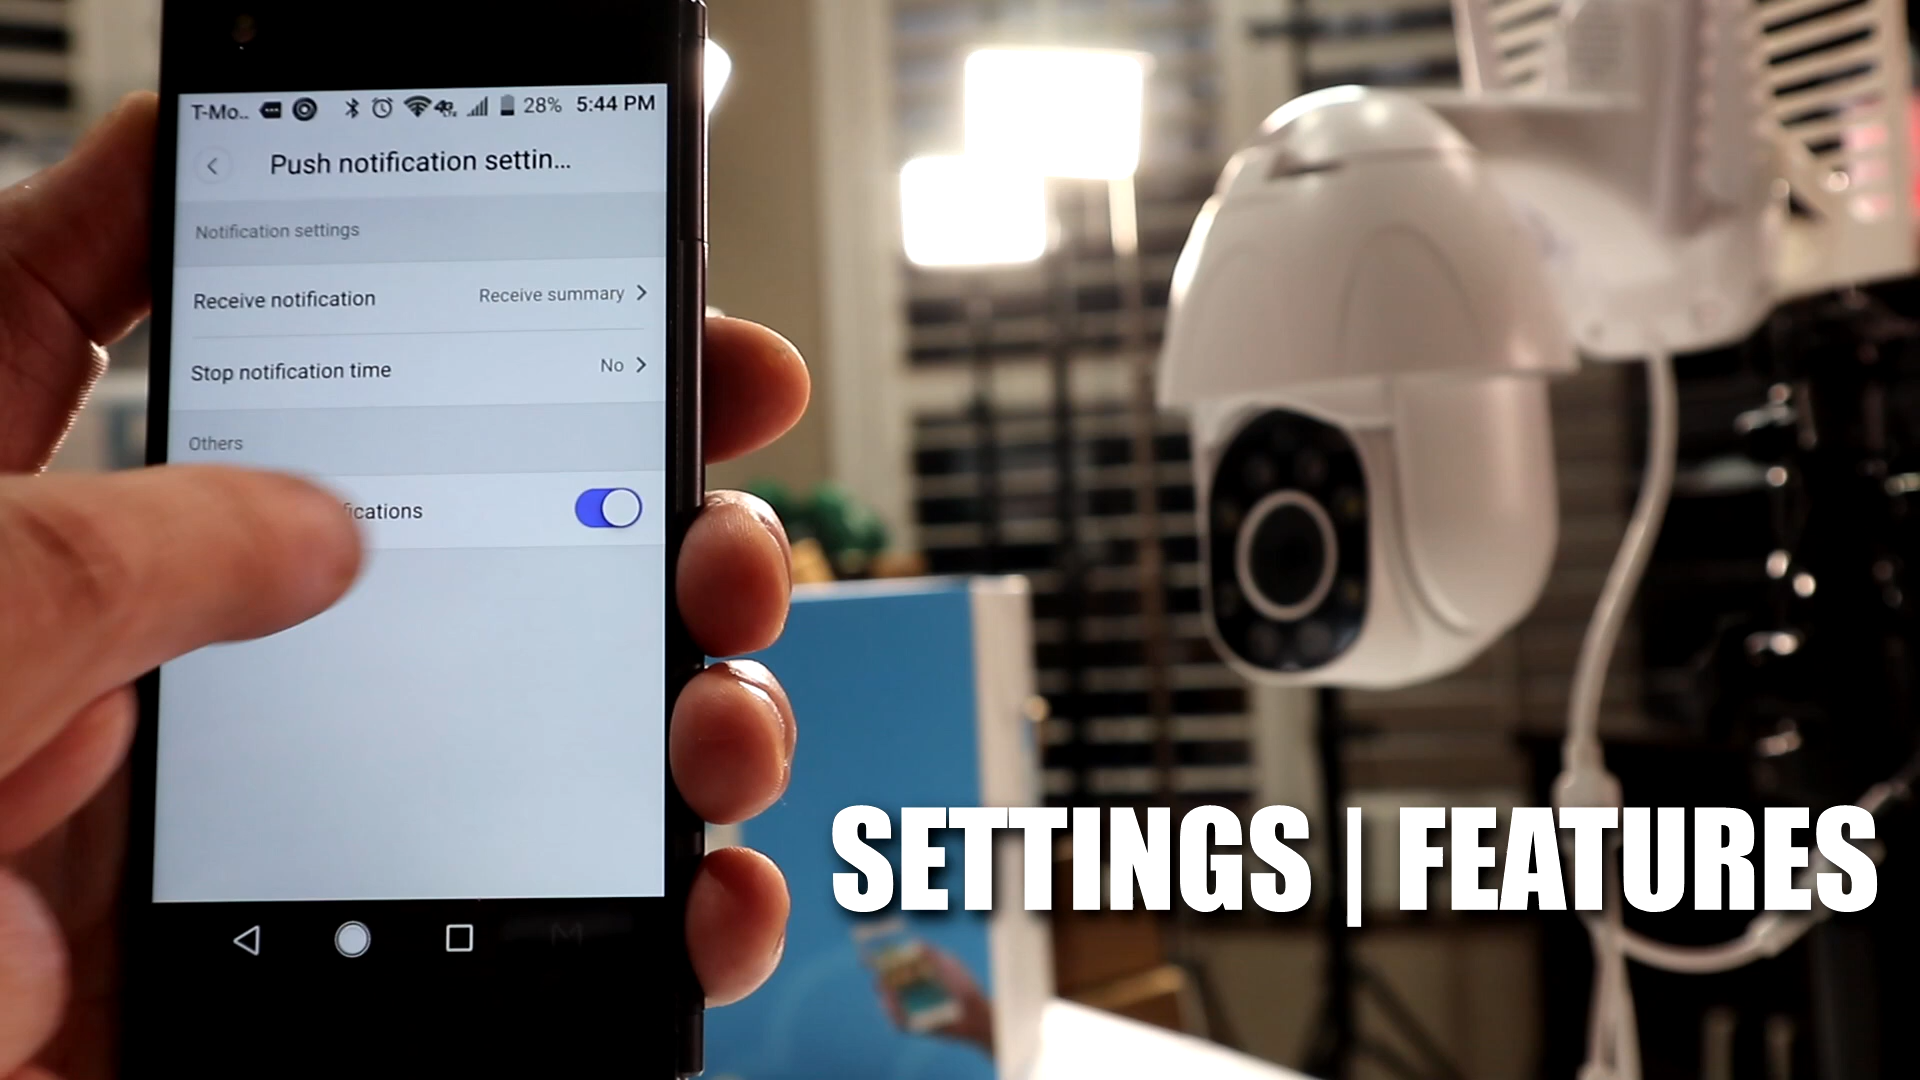 T-Mo.. 28% 5:44 PM
Push notification settin...
Notification settings
Receive notification Receive summary
Stop notification time No
Others
fications
SETTINGS | FEATURES